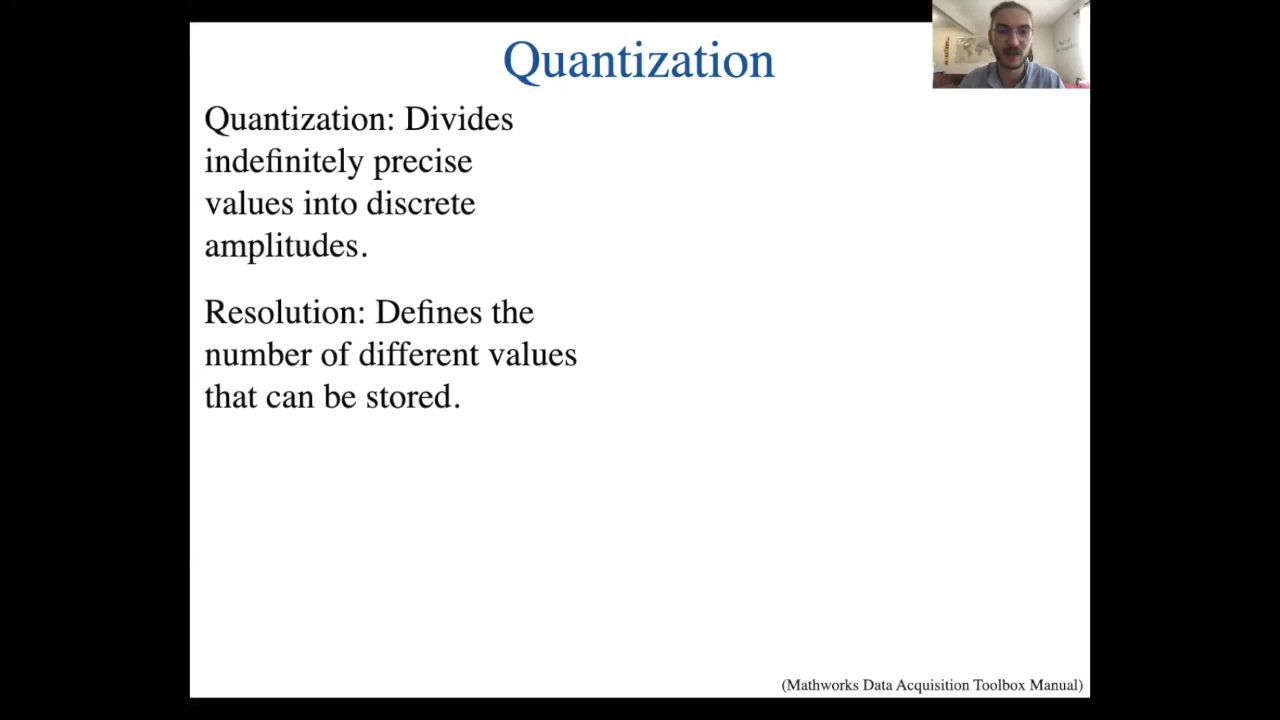 Quantization
Quantization: Divides
indefinitely precise
values into discrete
amplitudes.
Resolution: Defines the
number of different values
that can be stored.
(Mathworks Data Acquisition Toolbox Manual)